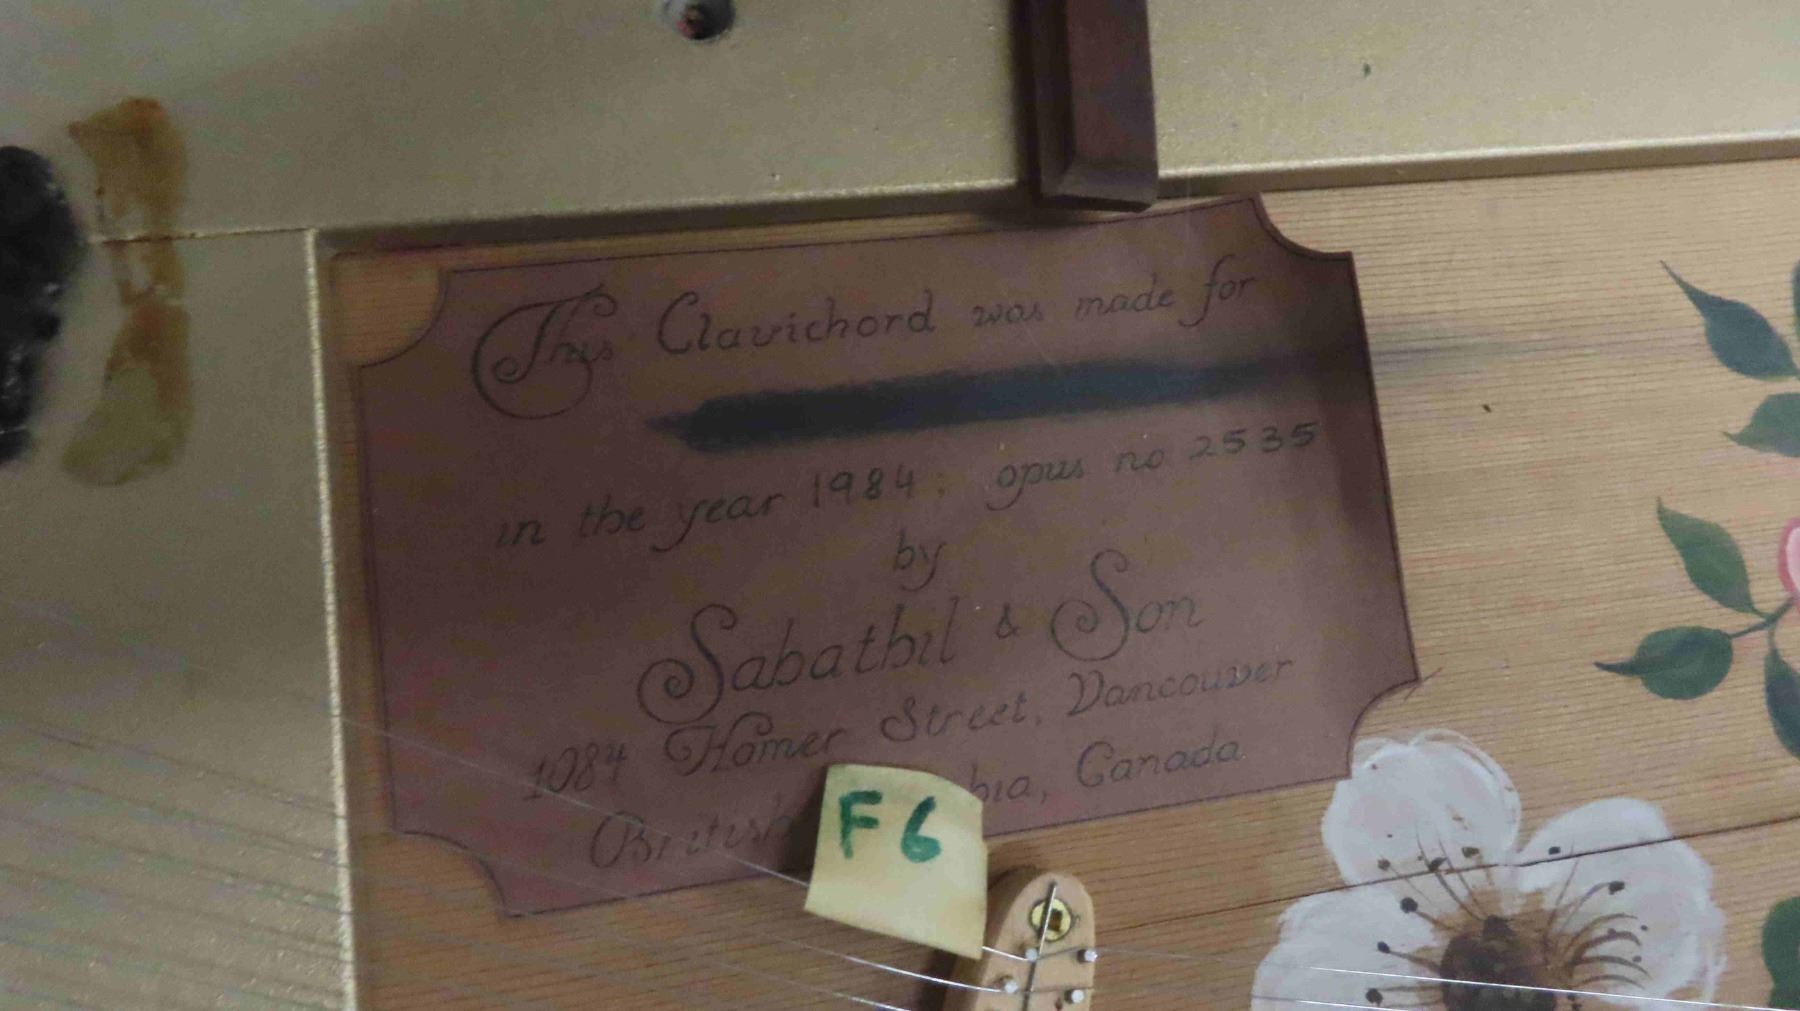 This Clavichord was made for
in the year 1984; opus no 2535
by
Sabathil & Son
1084 Homer Street, Vancouver
British bia, Canada
F6